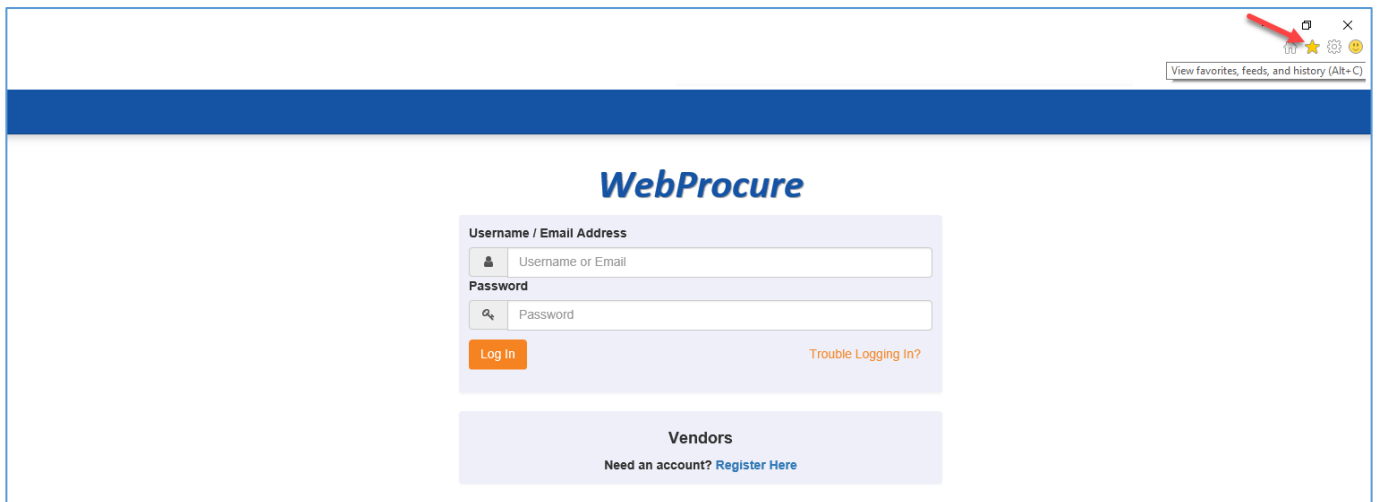 View favorites, feeds, and history (Alt+C)
WebProcure
Username / Email Address
Username or Email
Password
Password
Log In
Trouble Logging In?
Vendors
Need an account? Register Here